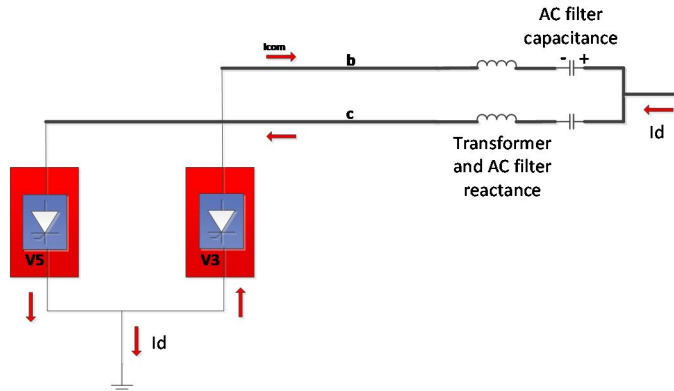 AC filter
capacitance
Icom
- +
b
c
Id
Transformer
and AC filter
reactance
V5
V3
Id